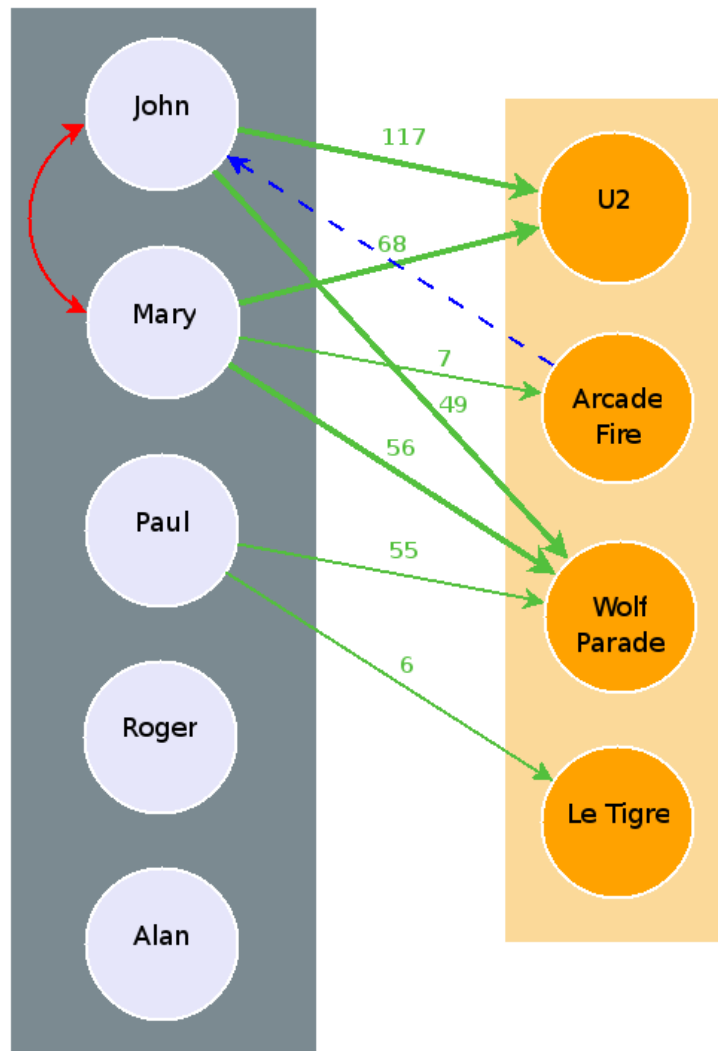 John
117
U2
68
Mary
7
Arcade
Fire
49
56
Paul
55
Wolf
Parade
6
Roger
Le Tigre
Alan